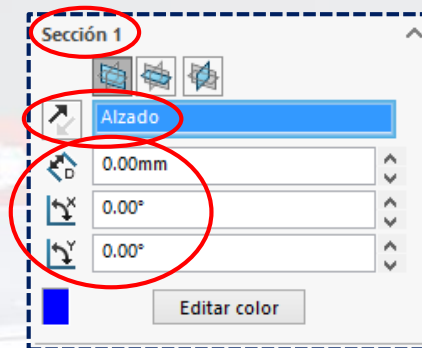 Sección 1
Alzado
D 0.00mm
X 0.00°
Y 0.00°
Editar color